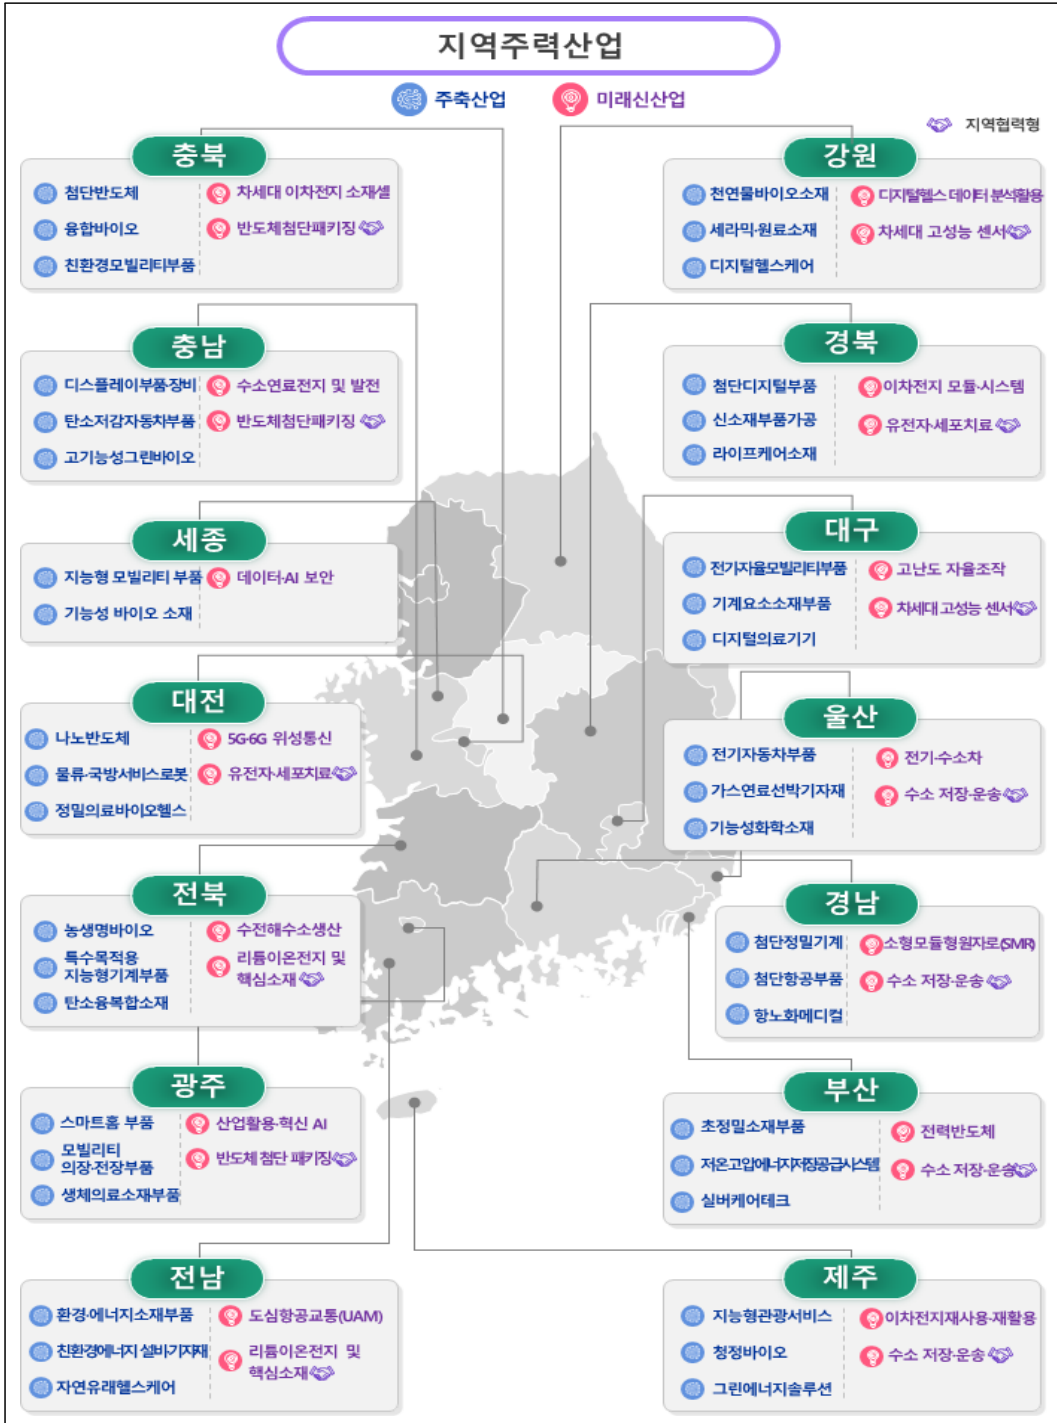 지역주력산업
주축산업
미래신산업
지역협력형
충북
첨단반도체
융합바이오
친환경모빌리티부품
차세대 이차전지 소재·셀
반도체첨단패키징
충남
디스플레이부품·장비
탄소저감자동차부품
고기능성그린바이오
수소연료전지 및 발전
반도체첨단패키징
세종
지능형 모빌리티 부품
기능성 바이오 소재
데이터·AI 보안
대전
나노반도체
물류·국방서비스로봇
정밀의료바이오헬스
5G·6G 위성통신
유전자·세포치료
전북
농생명바이오
특수목적용
지능형기계부품
탄소융복합소재
수전해수소생산
리튬이온전지 및
핵심소재
광주
스마트홈 부품
모빌리티
의장·전장부품
생체의료소재부품
산업활용·혁신 AI
반도체 첨단 패키징
전남
환경·에너지소재부품
친환경에너지 설비·기자재
자연유래헬스케어
도심항공교통(UAM)
리튬이온전지 및
핵심소재
강원
천연물바이오소재
세라믹·원료소재
디지털헬스케어
디지털헬스 데이터 분석활용
차세대 고성능 센서
경북
첨단디지털부품
신소재부품가공
라이프케어소재
이차전지 모듈·시스템
유전자·세포치료
대구
전기·자율모빌리티부품
기계요소소재부품
디지털의료기기
고난도 자율조작
차세대 고성능 센서
울산
전기자동차부품
가스연료선박기자재
기능성화학소재
전기·수소차
수소 저장·운송
경남
첨단정밀기계
첨단항공부품
항노화메디컬
소형모듈형원자로(SMR)
수소 저장·운송
부산
초정밀소재부품
저온고압에너지저장공급시스템
실버케어테크
전력반도체
수소 저장·운송
제주
지능형관광서비스
청정바이오
그린에너지솔루션
이차전지재사용·재활용
수소 저장·운송